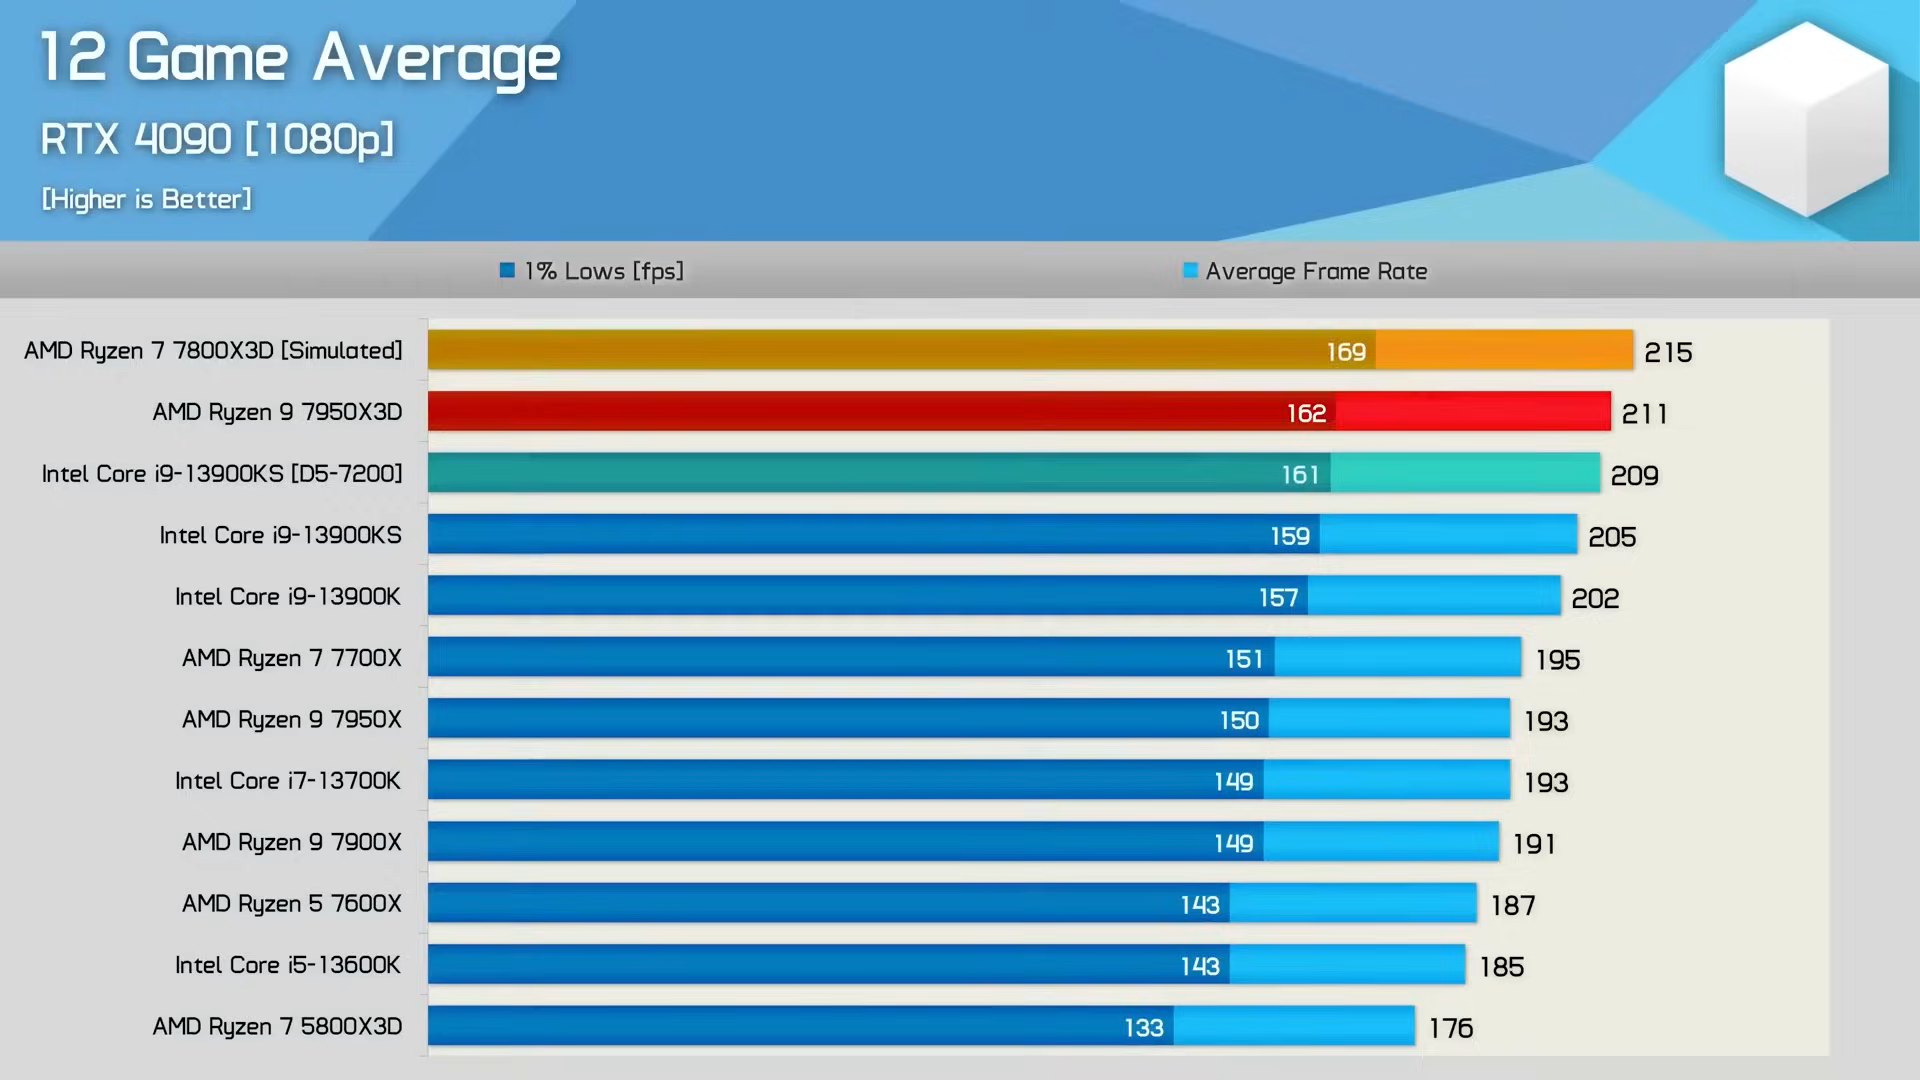 12 Game Average
RTX 4090 [1080p]
[Higher is Better]
1% Lows [fps] Average Frame Rate
AMD Ryzen 7 7800X3D [Simulated] 169 215
AMD Ryzen 9 7950X3D 162 211
Intel Core i9-13900KS [D5-7200] 161 209
Intel Core i9-13900KS 159 205
Intel Core i9-13900K 157 202
AMD Ryzen 7 7700X 151 195
AMD Ryzen 9 7950X 150 193
Intel Core i7-13700K 149 193
AMD Ryzen 9 7900X 149 191
AMD Ryzen 5 7600X 143 187
Intel Core i5-13600K 143 185
AMD Ryzen 7 5800X3D 133 176